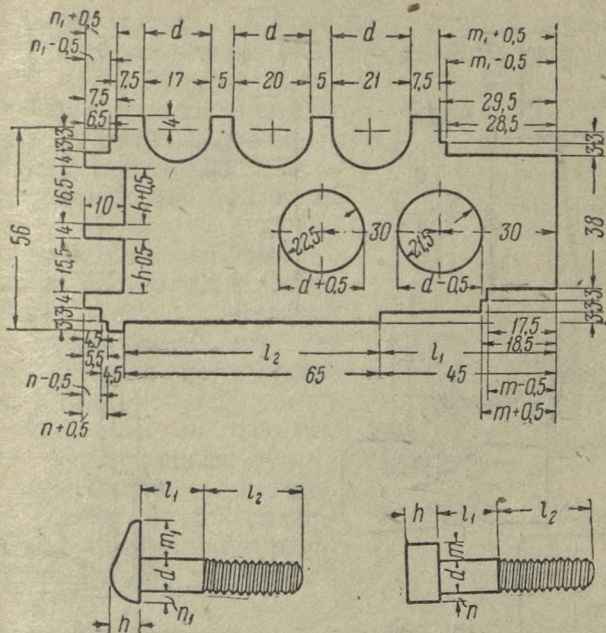 n₁+0,5 d d d m₁+0,5
n₁-0,5 m₁-0,5
7,5 17 5 20 5 21 7,5
7,5 29,5
6,5 4 28,5
3 3 3 3
4
16,5 10 h+0,5 38
56 4 22,5 30 21,5 30
15,5 h-0,5 d+0,5 d-0,5
4
3 3 3 3 3
4,5 17,5
5,5 l₂ l₁ 18,5
4,5 65 45
n-0,5 m-0,5
n+0,5 m+0,5
l₁ l₂ h l₁ l₂
m₁ m
d d
n₁ n
h